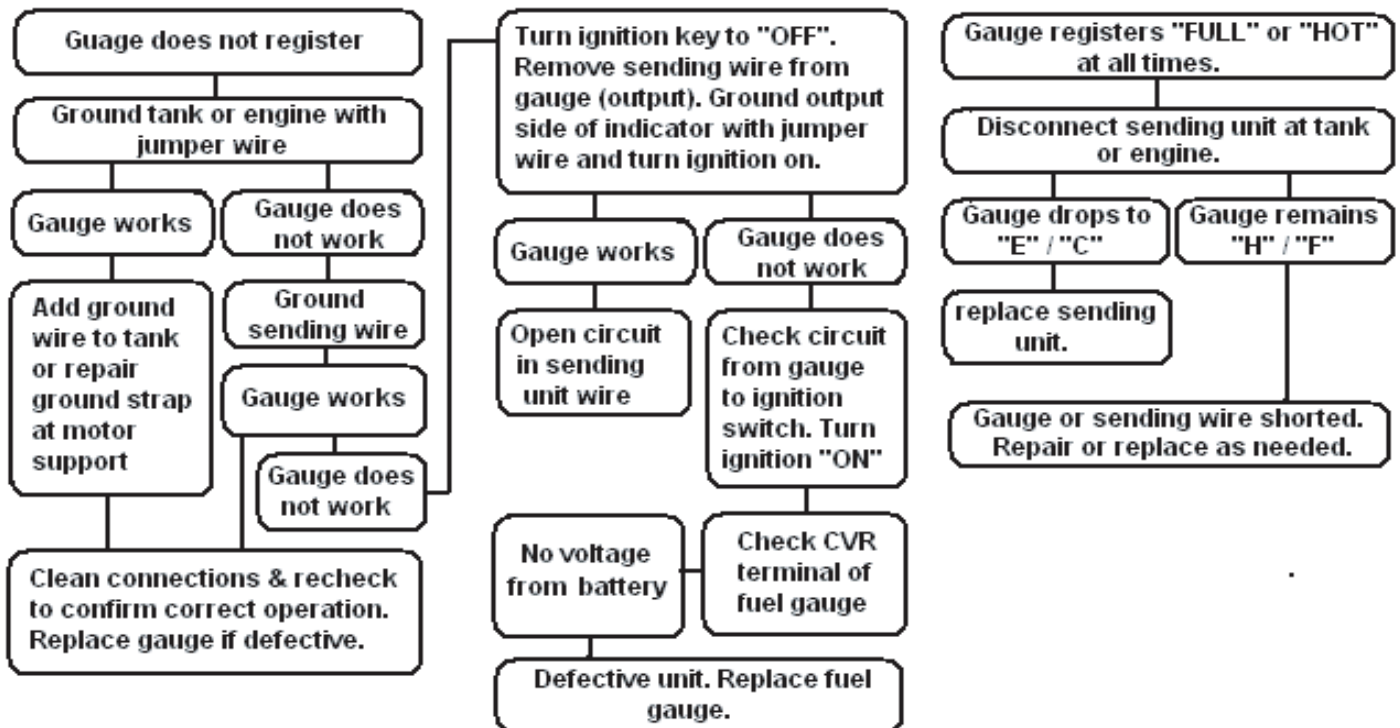 Guage does not register
Ground tank or engine with
jumper wire
Gauge works
Gauge does
not work
Add ground
wire to tank
or repair
ground strap
at motor
support
Ground
sending wire
Gauge works
Gauge does
not work
Clean connections & recheck
to confirm correct operation.
Replace gauge if defective.
Turn ignition key to "OFF".
Remove sending wire from
gauge (output). Ground output
side of indicator with jumper
wire and turn ignition on.
Gauge works
Gauge does
not work
Open circuit
in sending
unit wire
Check circuit
from gauge
to ignition
switch. Turn
ignition "ON"
No voltage
from battery
Check CVR
terminal of
fuel gauge
Defective unit. Replace fuel
gauge.
Gauge registers "FULL" or "HOT"
at all times.
Disconnect sending unit at tank
or engine.
Gauge drops to
"E" / "C"
Gauge remains
"H" / "F"
replace sending
unit.
Gauge or sending wire shorted.
Repair or replace as needed.